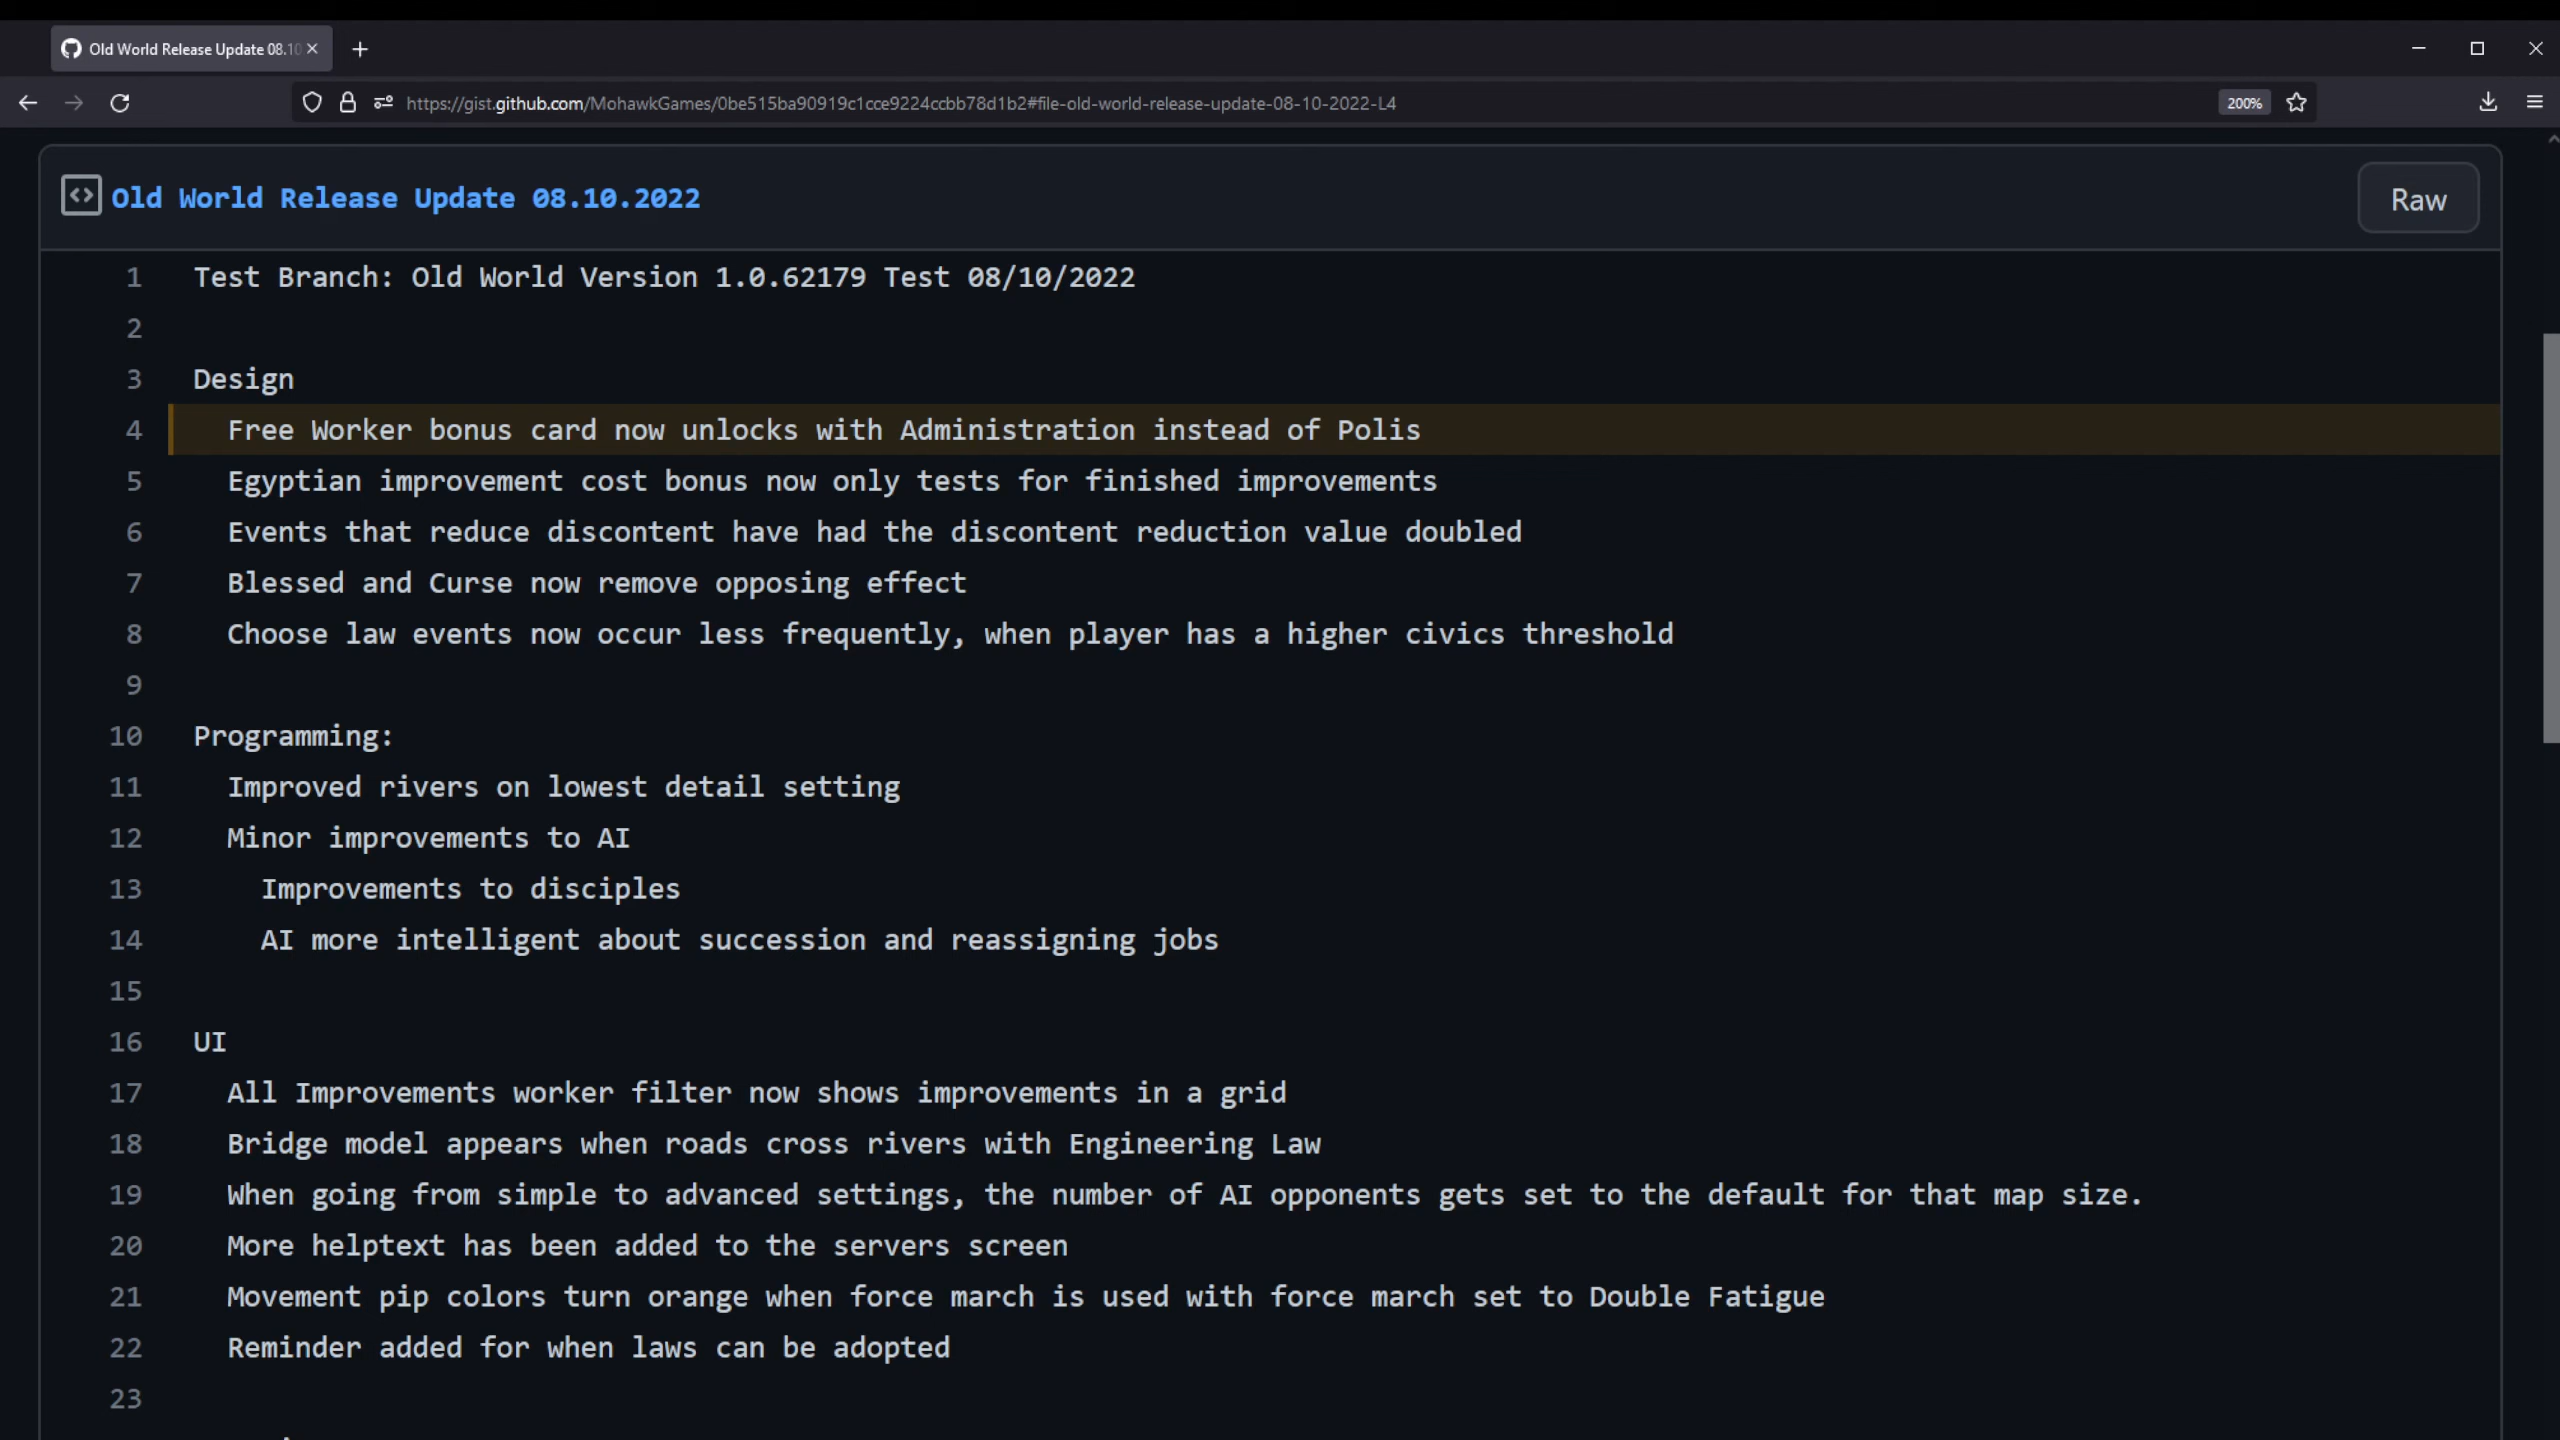 Old World Release Update 08.10
https://gist.github.com/MohawkGames/0be515ba90919c1cce9224ccbb78d1b2#file-old-world-release-update-08-10-2022-L4
200%
Old World Release Update 08.10.2022
Raw
1 Test Branch: Old World Version 1.0.62179 Test 08/10/2022
2
3 Design
4 Free Worker bonus card now unlocks with Administration instead of Polis
5 Egyptian improvement cost bonus now only tests for finished improvements
6 Events that reduce discontent have had the discontent reduction value doubled
7 Blessed and Curse now remove opposing effect
8 Choose law events now occur less frequently, when player has a higher civics threshold
9
10 Programming:
11 Improved rivers on lowest detail setting
12 Minor improvements to AI
13 Improvements to disciples
14 AI more intelligent about succession and reassigning jobs
15
16 UI
17 All Improvements worker filter now shows improvements in a grid
18 Bridge model appears when roads cross rivers with Engineering Law
19 When going from simple to advanced settings, the number of AI opponents gets set to the default for that map size.
20 More helptext has been added to the servers screen
21 Movement pip colors turn orange when force march is used with force march set to Double Fatigue
22 Reminder added for when laws can be adopted
23